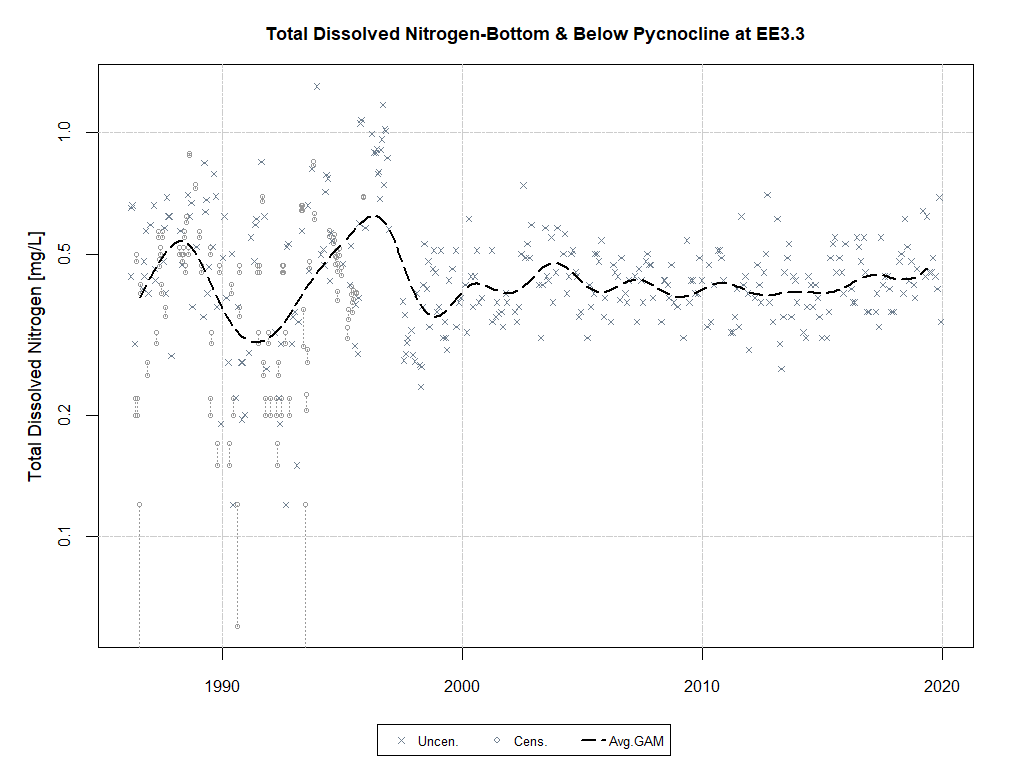 Total Dissolved Nitrogen-Bottom & Below Pycnocline at EE3.3
Total Dissolved Nitrogen [mg/L]
1.0
0.5
0.2
0.1
1990 2000 2010 2020
Uncen. Cens. Avg.GAM